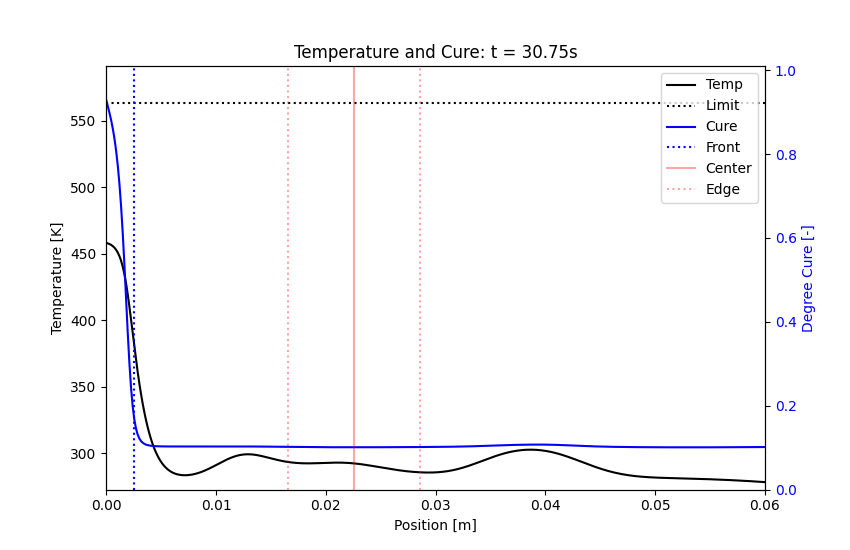 Temperature and Cure: t = 30.75s
Temperature [K]
550
500
450
400
350
300
Temp
Limit
Cure
Front
Center
Edge
1.0
0.8
0.6
0.4
0.2
0.0
Degree Cure [-]
0.00 0.01 0.02 0.03 0.04 0.05 0.06
Position [m]